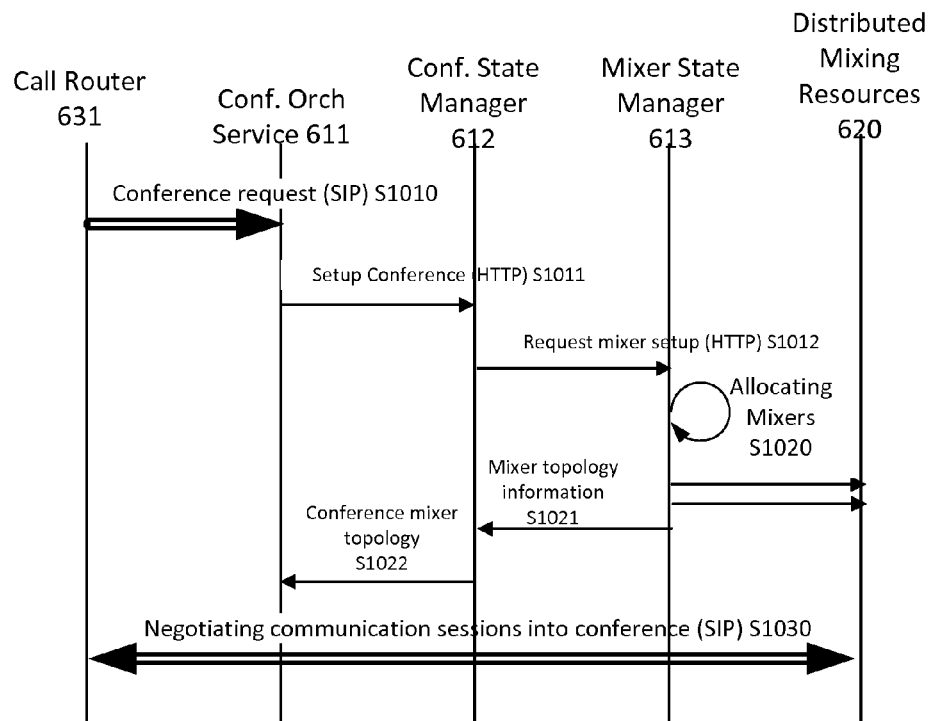 Call Router
631
Conf. Orch
Service 611
Conf. State
Manager
612
Mixer State
Manager
613
Distributed
Mixing
Resources
620
Conference request (SIP) S1010
Setup Conference (HTTP) S1011
Request mixer setup (HTTP) S1012
Allocating
Mixers
S1020
Mixer topology
information
S1021
Conference mixer
topology
S1022
Negotiating communication sessions into conference (SIP) S1030